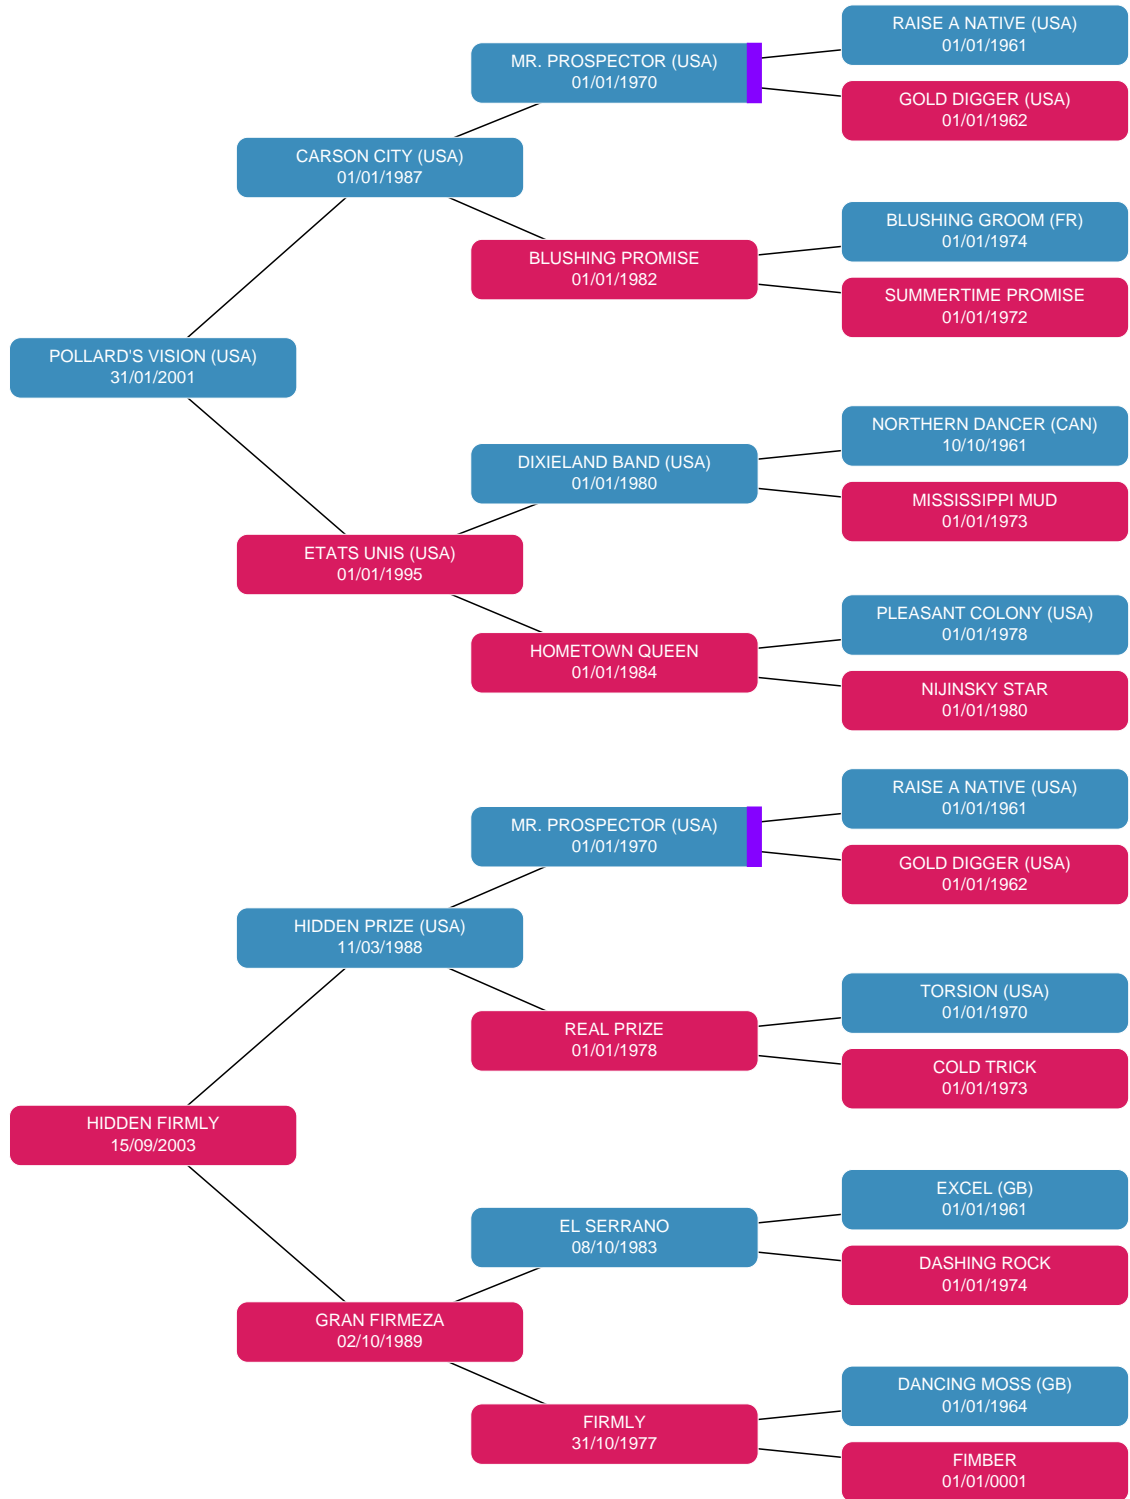 RAISE A NATIVE (USA)
01/01/1961
MR. PROSPECTOR (USA)
01/01/1970
GOLD DIGGER (USA)
01/01/1962
CARSON CITY (USA)
01/01/1987
BLUSHING GROOM (FR)
01/01/1974
BLUSHING PROMISE
01/01/1982
SUMMERTIME PROMISE
01/01/1972
POLLARD'S VISION (USA)
31/01/2001
NORTHERN DANCER (CAN)
10/10/1961
DIXIELAND BAND (USA)
01/01/1980
MISSISSIPPI MUD
01/01/1973
ETATS UNIS (USA)
01/01/1995
PLEASANT COLONY (USA)
01/01/1978
HOMETOWN QUEEN
01/01/1984
NIJINSKY STAR
01/01/1980
RAISE A NATIVE (USA)
01/01/1961
MR. PROSPECTOR (USA)
01/01/1970
GOLD DIGGER (USA)
01/01/1962
HIDDEN PRIZE (USA)
11/03/1988
TORSION (USA)
01/01/1970
REAL PRIZE
01/01/1978
COLD TRICK
01/01/1973
HIDDEN FIRMLY
15/09/2003
EXCEL (GB)
01/01/1961
EL SERRANO
08/10/1983
DASHING ROCK
01/01/1974
GRAN FIRMEZA
02/10/1989
DANCING MOSS (GB)
01/01/1964
FIRMLY
31/10/1977
FIMBER
01/01/0001